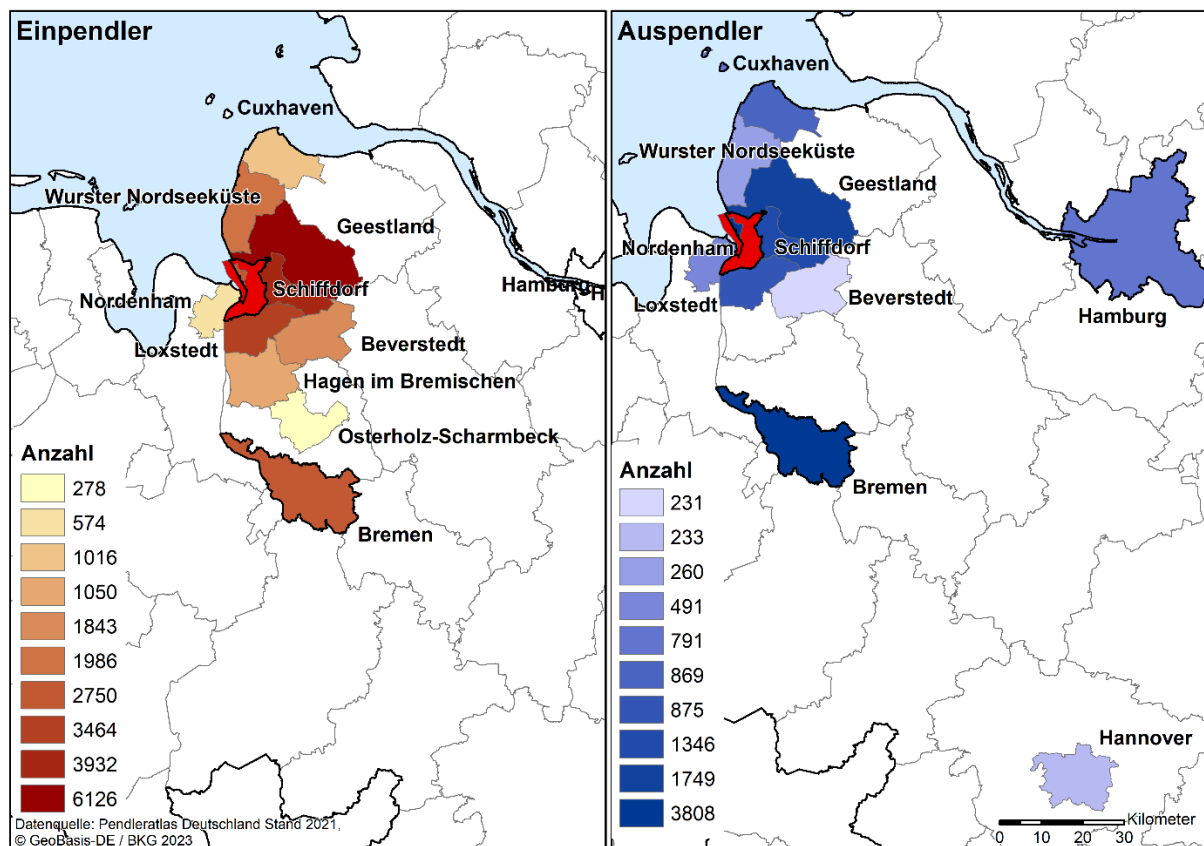 Einpendler
Cuxhaven
Wurster Nordseeküste
Geestland
Hamburg
H
Nordenham
Schiffdorf
Loxstedt
Beverstedt
Hagen im Bremischen
Osterholz-Scharmbeck
Bremen
Anzahl
278
574
1016
1050
1843
1986
2750
3464
3932
6126
Datenquelle: Pendleratlas Deutschland Stand 2021,
© GeoBasis-DE / BKG 2023
Auspendler
Cuxhaven
Wurster Nordseeküste
Geestland
Nordenham
Schiffdorf
Loxstedt
Beverstedt
Hamburg
Bremen
Hannover
Anzahl
231
233
260
491
791
869
875
1346
1749
3808
Kilometer
0 10 20 30